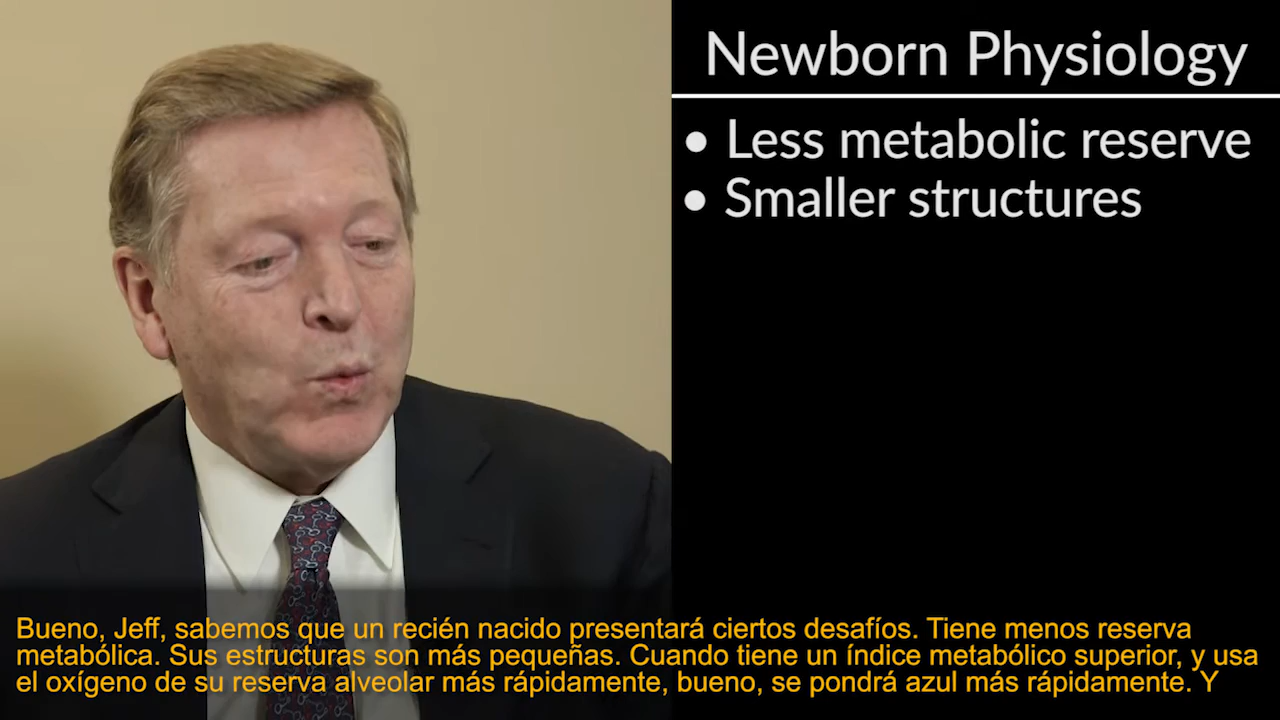 Newborn Physiology
• Less metabolic reserve
• Smaller structures
Bueno, Jeff, sabemos que un recién nacido presentará ciertos desafíos. Tiene menos reserva
metabólica. Sus estructuras son más pequeñas. Cuando tiene un índice metabólico superior, y usa
el oxígeno de su reserva alveolar más rápidamente, bueno, se pondrá azul más rápidamente. Y